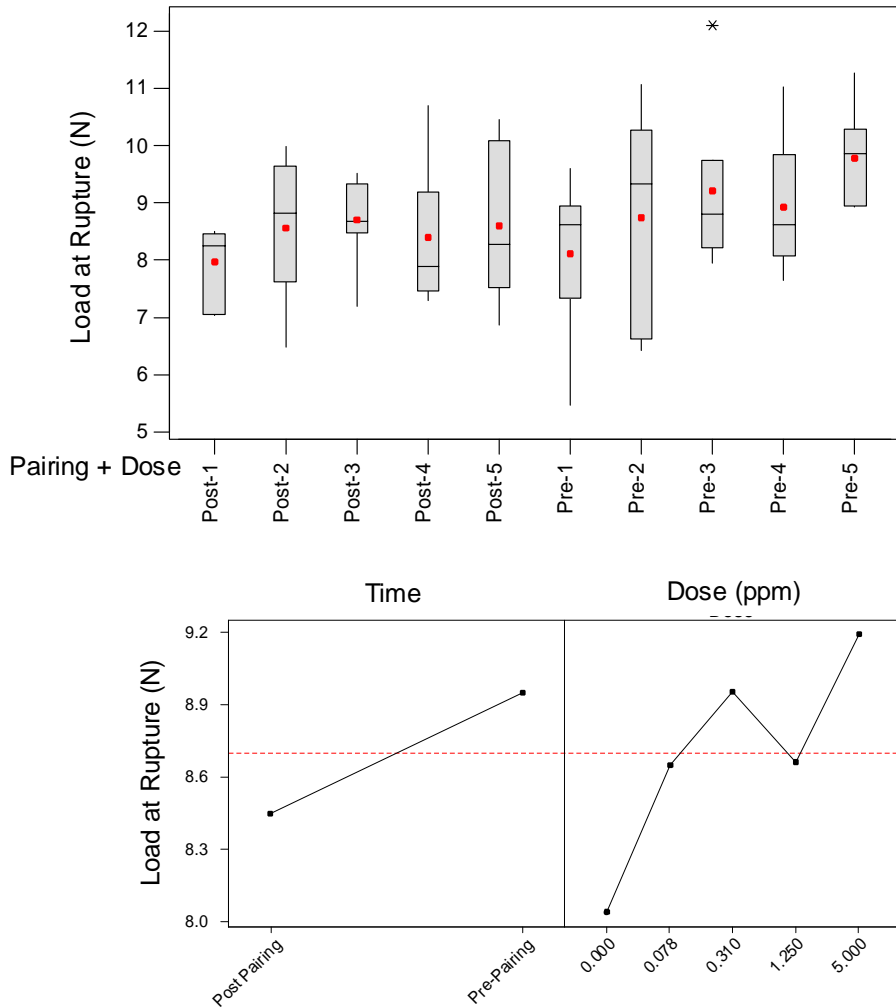 12
11
10
9
8
7
6
5
Load at Rupture (N)
Pairing + Dose
Post-1
Post-2
Post-3
Post-4
Post-5
Pre-1
Pre-2
Pre-3
Pre-4
Pre-5
Time
Dose (ppm)
9.2
8.9
8.6
8.3
8.0
Load at Rupture (N)
Post Pairing
Pre-Pairing
0.000
0.078
0.310
1.250
5.000